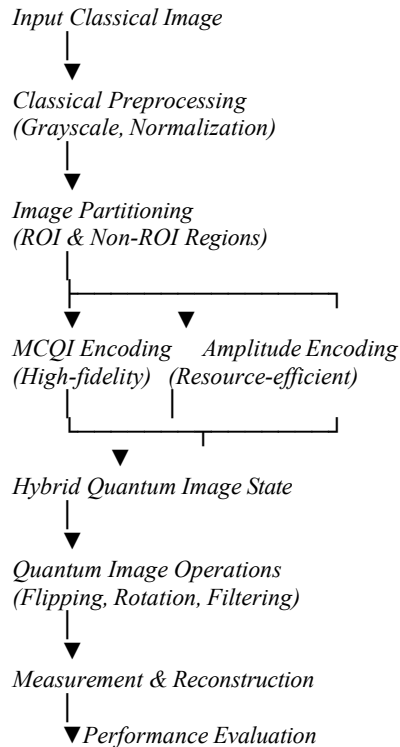 Input Classical Image
Classical Preprocessing
(Grayscale, Normalization)
Image Partitioning
(ROI & Non-ROI Regions)
MCQI Encoding Amplitude Encoding
(High-fidelity) (Resource-efficient)
Hybrid Quantum Image State
Quantum Image Operations
(Flipping, Rotation, Filtering)
Measurement & Reconstruction
Performance Evaluation